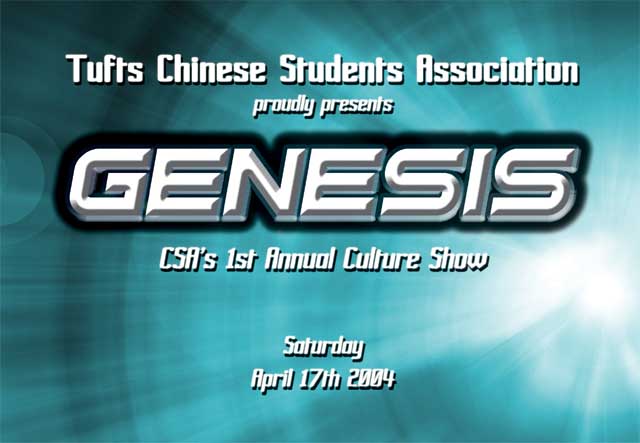 Tufts Chinese Students Association
proudly presents
GENESIS
CSA's 1st Annual Culture Show
Saturday
April 17th 2004